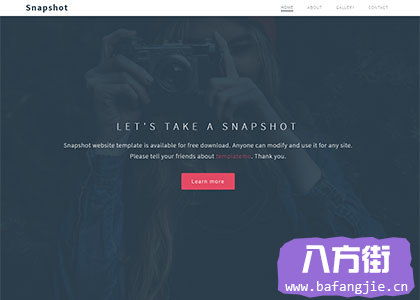 Snapshot
HOME ABOUT GALLERY CONTACT
LET'S TAKE A SNAPSHOT
Snapshot website template is available for free download. Anyone can modify and use it for any site.
Please tell your friends about templatemo. Thank you.
Learn more
八方街
www.bafangjie.cn